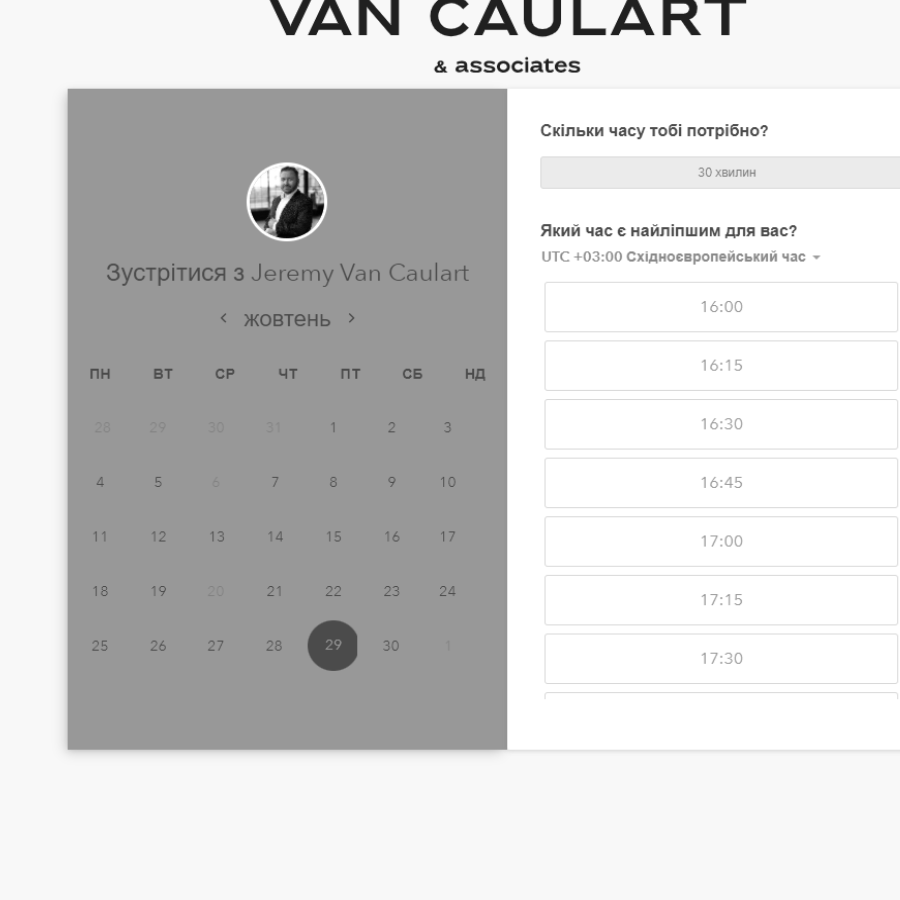 VAN CAULART
& associates
Зустрітися з Jeremy Van Caulart
жовтень
ПН ВТ СР ЧТ ПТ СБ НД
28 29 30 31 1 2 3
4 5 6 7 8 9 10
11 12 13 14 15 16 17
18 19 20 21 22 23 24
25 26 27 28 29 30 1
Скільки часу тобі потрібно?
30 хвилин
Який час є найліпшим для вас?
UTC +03:00 Східноєвропейський час
16:00
16:15
16:30
16:45
17:00
17:15
17:30